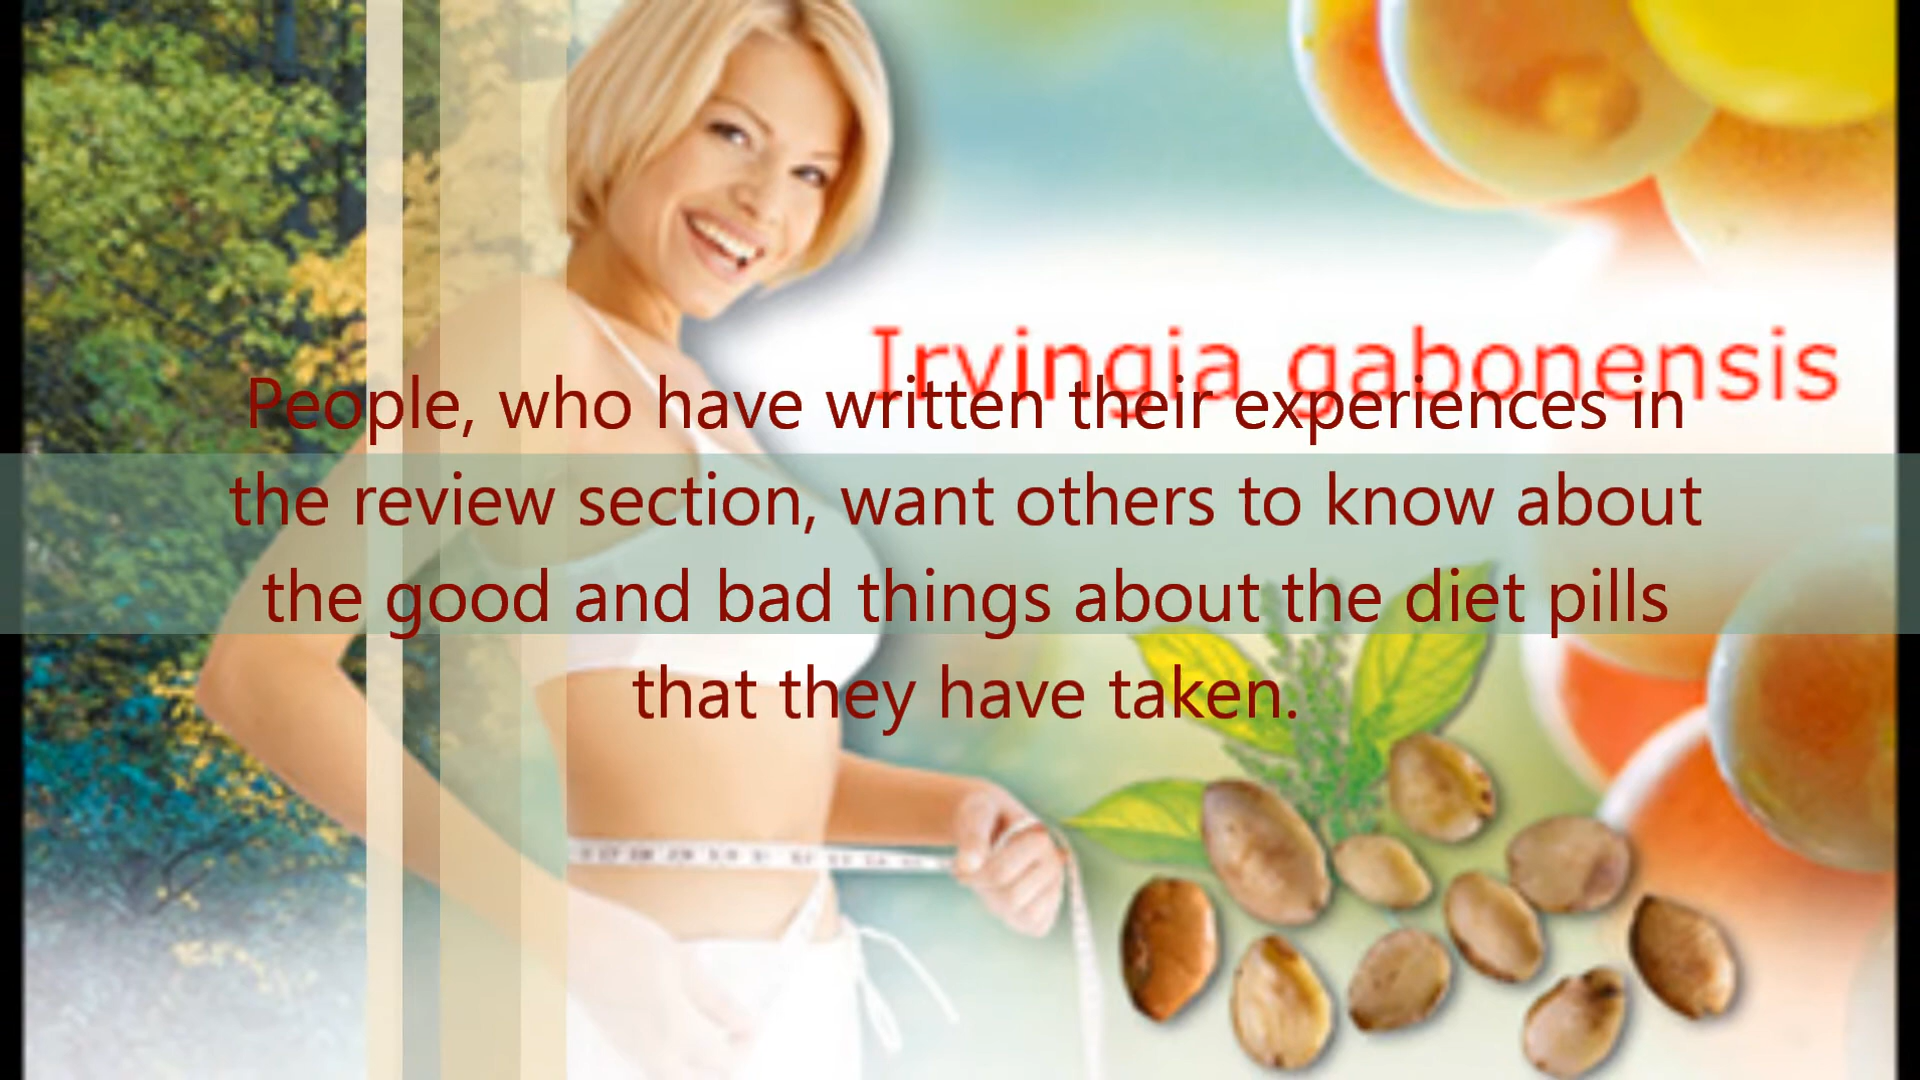 Irvingia gabonensis
People, who have written their experiences in
the review section, want others to know about
the good and bad things about the diet pills
that they have taken.